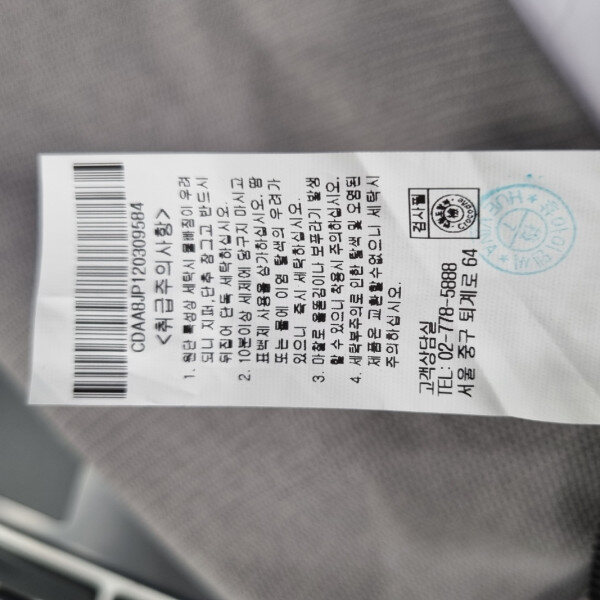 CDAA8JP120309584
<취급주의사항>
1. 원단 특성상 세탁시 물빠짐이 우려
되니 지퍼,단추 잠그고 반드시
뒤집어 단독 세탁하십시오.
2. 10분이상 세제에 담구지 마시고
표백제 사용을 삼가하십시오. 땀
또는 물에 이염 탈색의 우려가
있으니 즉시 세탁하십시오.
3. 마찰로 올뜯김이나 보푸라기 발생
할 수 있으니 착용시 주의하십시오.
4. 세탁부주의로 인한 탈색 및 오염된
제품은 교환할수없으니 세탁시
주의하십시오.
검사필
Crocodile
고객상담실
TEL: 02-778-5888
서울 중구 퇴계로 64